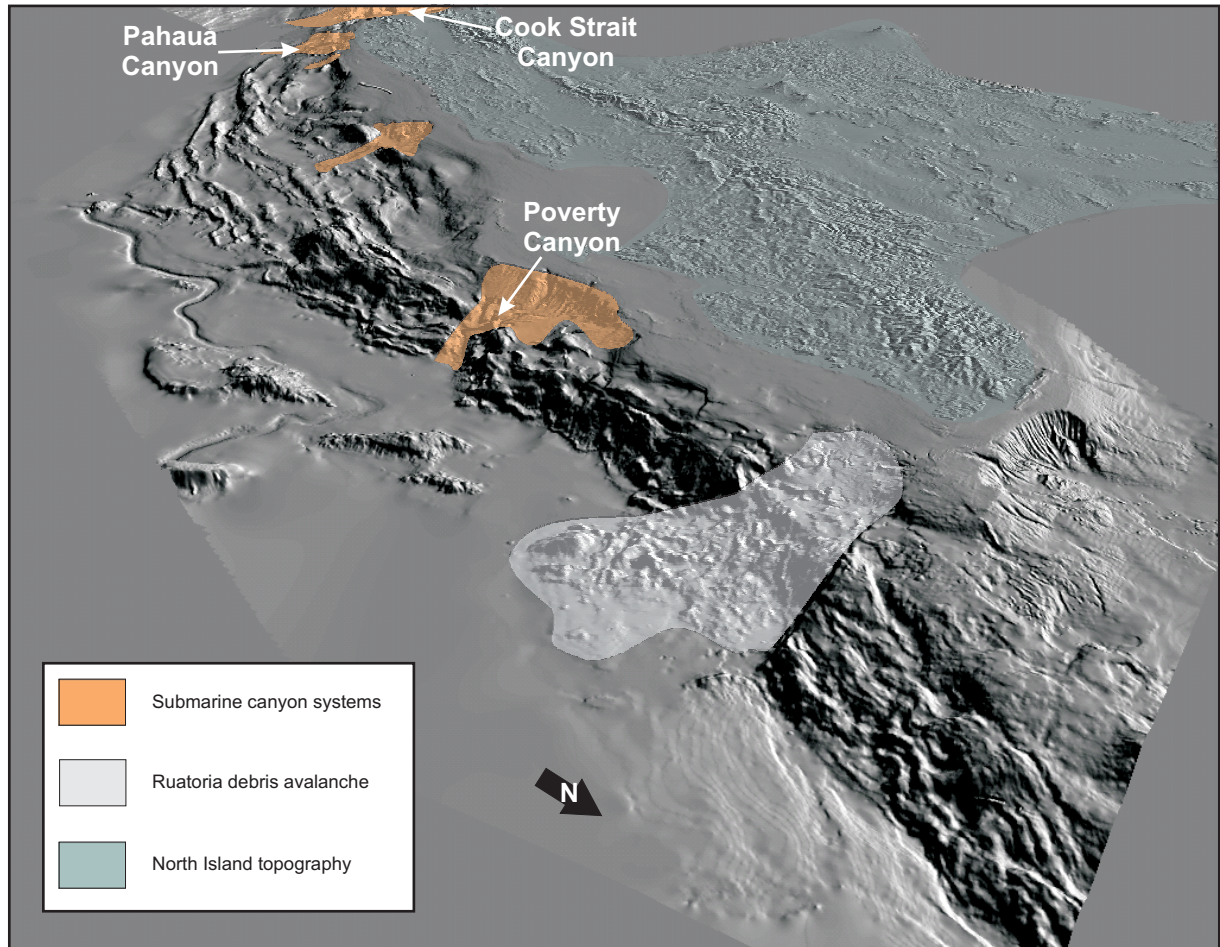 Pahaua
Canyon
Cook Strait
Canyon
Poverty
Canyon
Submarine canyon systems
Ruatoria debris avalanche
North Island topography
N